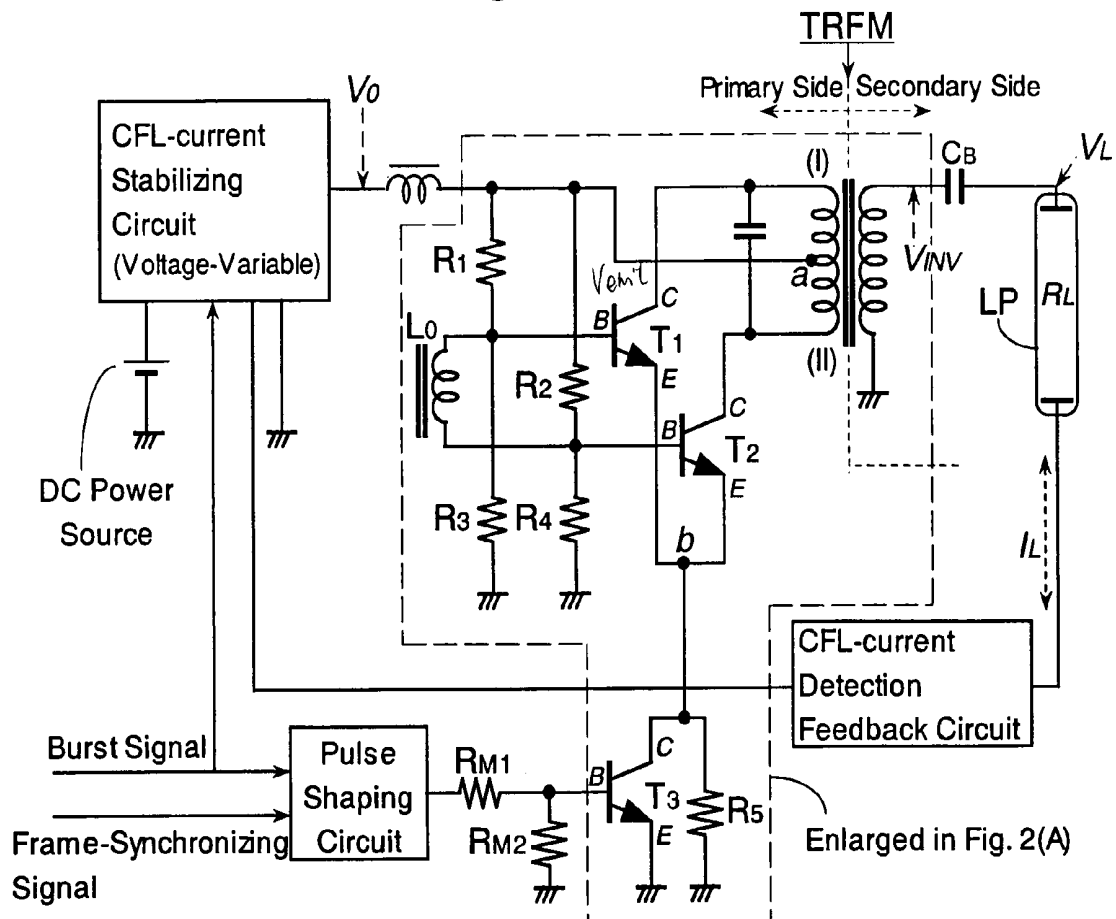 TRFM
Primary Side
Secondary Side
V0
CFL-current
Stabilizing
Circuit
(Voltage-Variable)
(I)
CB
VL
R1
a
VINV
C
B
T1
E
L0
R2
(II)
LP
RL
C
B
T2
E
DC Power
Source
R3
R4
b
IL
CFL-current
Detection
Feedback Circuit
Burst Signal
Pulse
Shaping
Circuit
RM1
C
B
T3
E
R5
RM2
Frame-Synchronizing
Signal
Enlarged in Fig. 2(A)